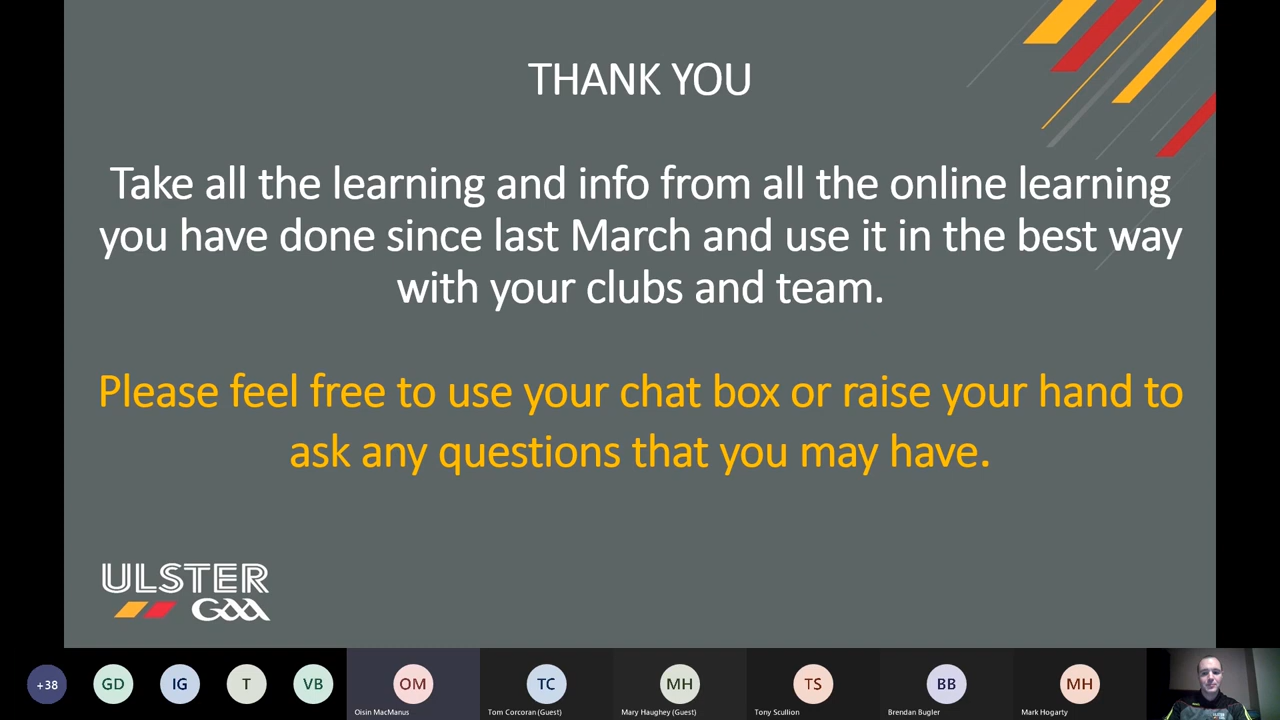 THANK YOU
Take all the learning and info from all the online learning
you have done since last March and use it in the best way
with your clubs and team.
Please feel free to use your chat box or raise your hand to
ask any questions that you may have.
ULSTER
GAA
+38
GD
IG
T
VB
OM
Oisin MacManus
TC
Tom Corcoran (Guest)
MH
Mary Haughey (Guest)
TS
Tony Scullion
BB
Brendan Bugler
MH
Mark Hogarty